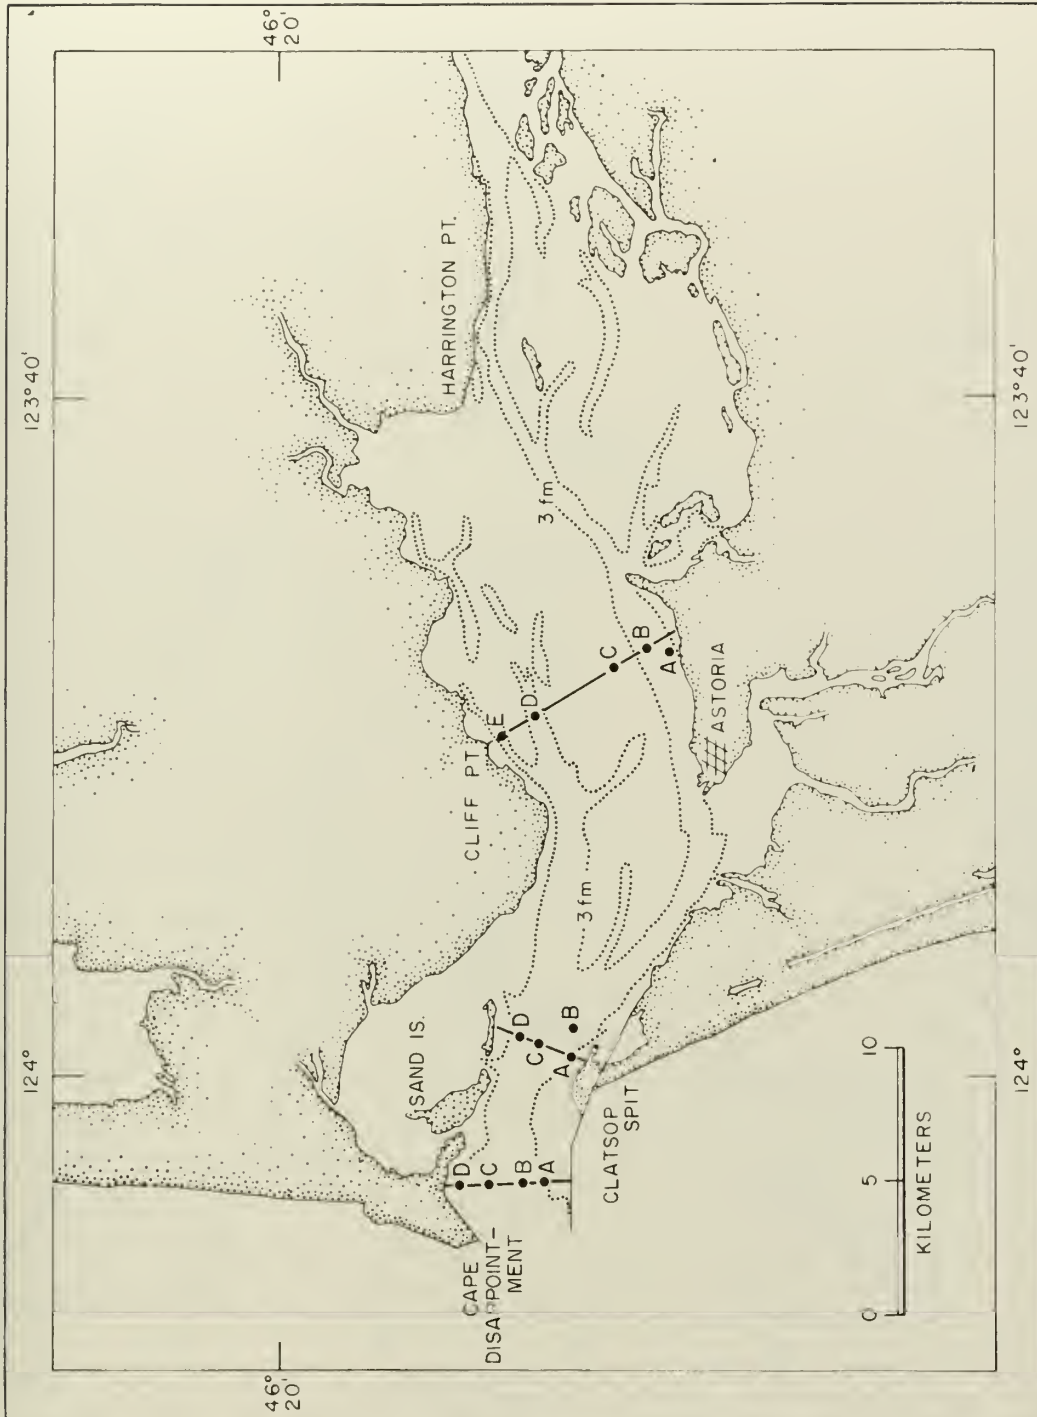 46°
20'
123°40'
HARRINGTON PT.
3 fm
CLIFF PT.
E
D
C
B
A
ASTORIA
3 fm
SAND IS.
D
C
B
A
124°
CLATSOP
SPIT
D
C
B
A
CAPE
DISAPPOINT-
MENT
0 5 10
KILOMETERS
46°
20'
123°40'
124°